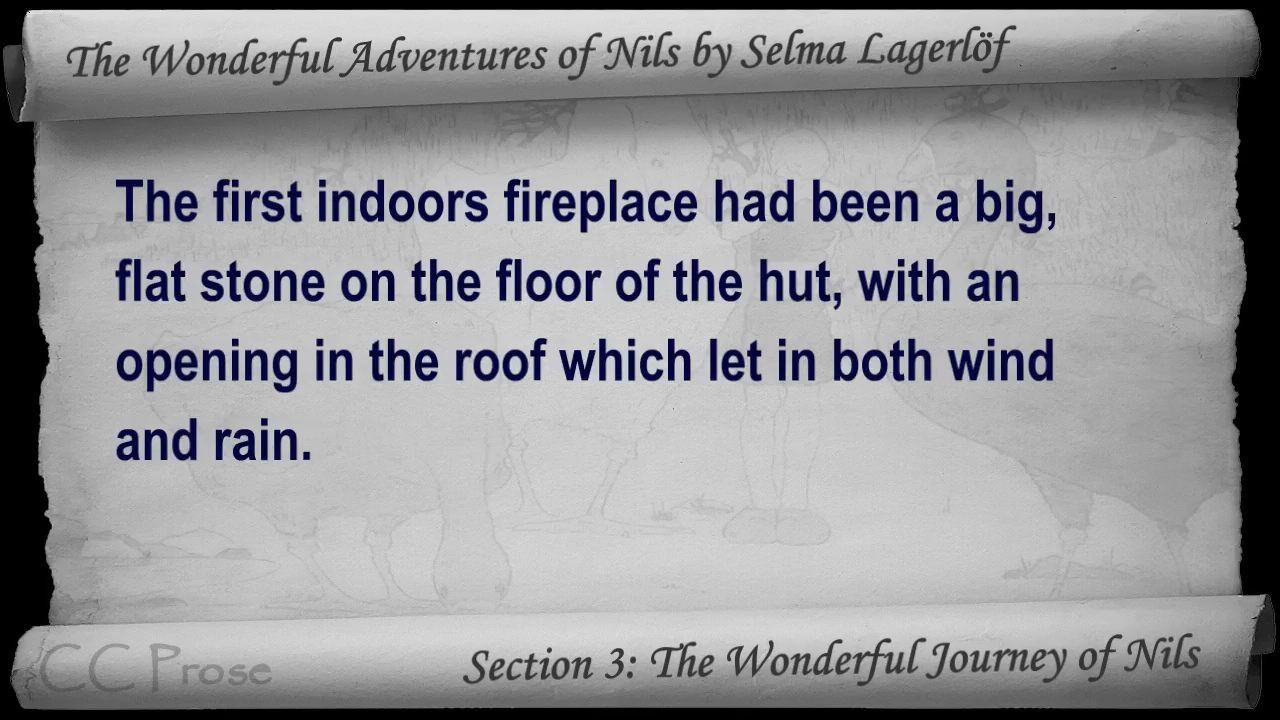 The Wonderful Adventures of Nils by Selma Lagerlöf
The first indoors fireplace had been a big,
flat stone on the floor of the hut, with an
opening in the roof which let in both wind
and rain.
CC Prose
Section 3: The Wonderful Journey of Nils